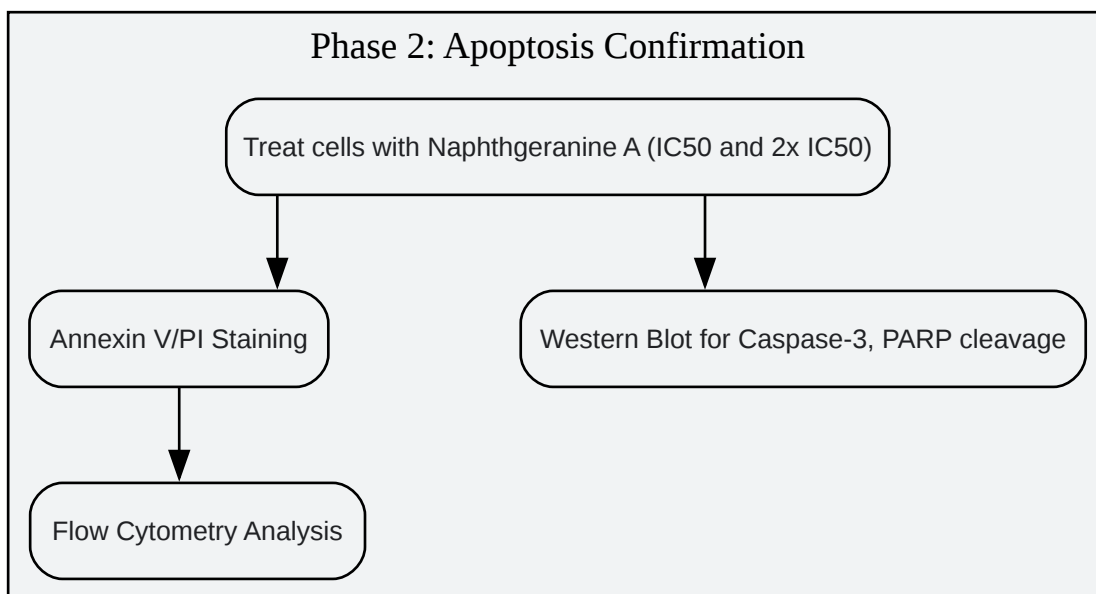 Phase 2: Apoptosis Confirmation
Treat cells with Naphthgeranine A (IC50 and 2x IC50)
Annexin V/PI Staining
Western Blot for Caspase-3, PARP cleavage
Flow Cytometry Analysis